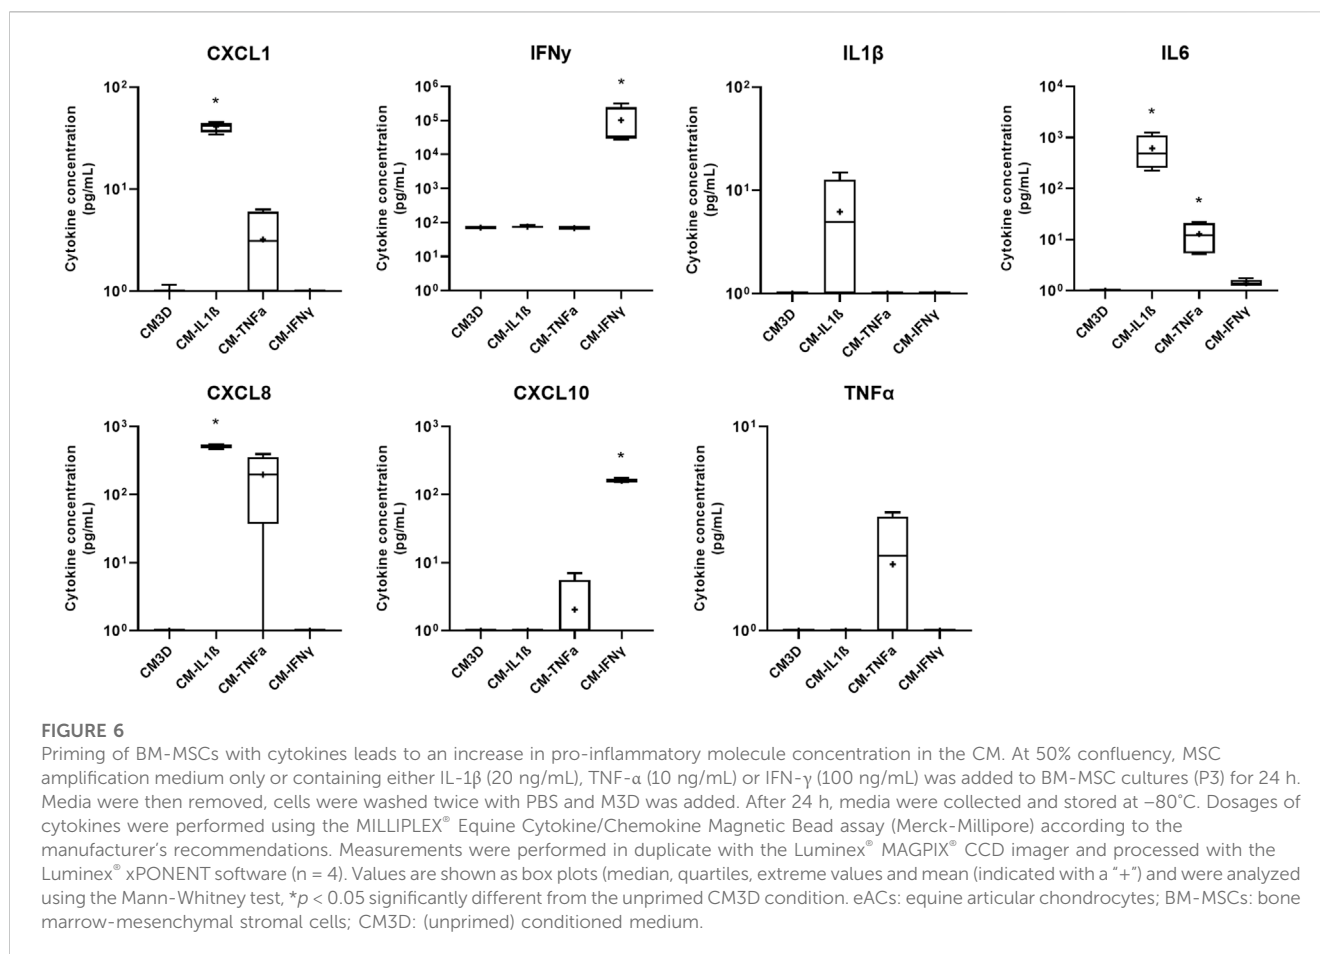 CXCL1
IFNγ
IL1β
IL6
Cytokine concentration
(pg/mL)
10²
10¹
10⁰
*
CM3D
CM-IL1ß
CM-TNFa
CM-IFNγ
Cytokine concentration
(pg/mL)
10⁶
10⁵
10⁴
10³
10²
10¹
10⁰
*
CM3D
CM-IL1ß
CM-TNFa
CM-IFNγ
Cytokine concentration
(pg/mL)
10²
10¹
10⁰
CM3D
CM-IL1ß
CM-TNFa
CM-IFNγ
Cytokine concentration
(pg/mL)
10⁴
10³
10²
10¹
10⁰
*
*
CM3D
CM-IL1ß
CM-TNFa
CM-IFNγ
CXCL8
CXCL10
TNFα
Cytokine concentration
(pg/mL)
10³
10²
10¹
10⁰
*
CM3D
CM-IL1ß
CM-TNFa
CM-IFNγ
Cytokine concentration
(pg/mL)
10³
10²
10¹
10⁰
*
CM3D
CM-IL1ß
CM-TNFa
CM-IFNγ
Cytokine concentration
(pg/mL)
10¹
10⁰
CM3D
CM-IL1ß
CM-TNFa
CM-IFNγ
FIGURE 6
Priming of BM-MSCs with cytokines leads to an increase in pro-inflammatory molecule concentration in the CM. At 50% confluency, MSC
amplification medium only or containing either IL-1β (20 ng/mL), TNF-α (10 ng/mL) or IFN-γ (100 ng/mL) was added to BM-MSC cultures (P3) for 24 h.
Media were then removed, cells were washed twice with PBS and M3D was added. After 24 h, media were collected and stored at −80°C. Dosages of
cytokines were performed using the MILLIPLEX® Equine Cytokine/Chemokine Magnetic Bead assay (Merck-Millipore) according to the
manufacturer's recommendations. Measurements were performed in duplicate with the Luminex® MAGPIX® CCD imager and processed with the
Luminex® xPONENT software (n = 4). Values are shown as box plots (median, quartiles, extreme values and mean (indicated with a "+") and were analyzed
using the Mann-Whitney test, *p < 0.05 significantly different from the unprimed CM3D condition. eACs: equine articular chondrocytes; BM-MSCs: bone
marrow-mesenchymal stromal cells; CM3D: (unprimed) conditioned medium.